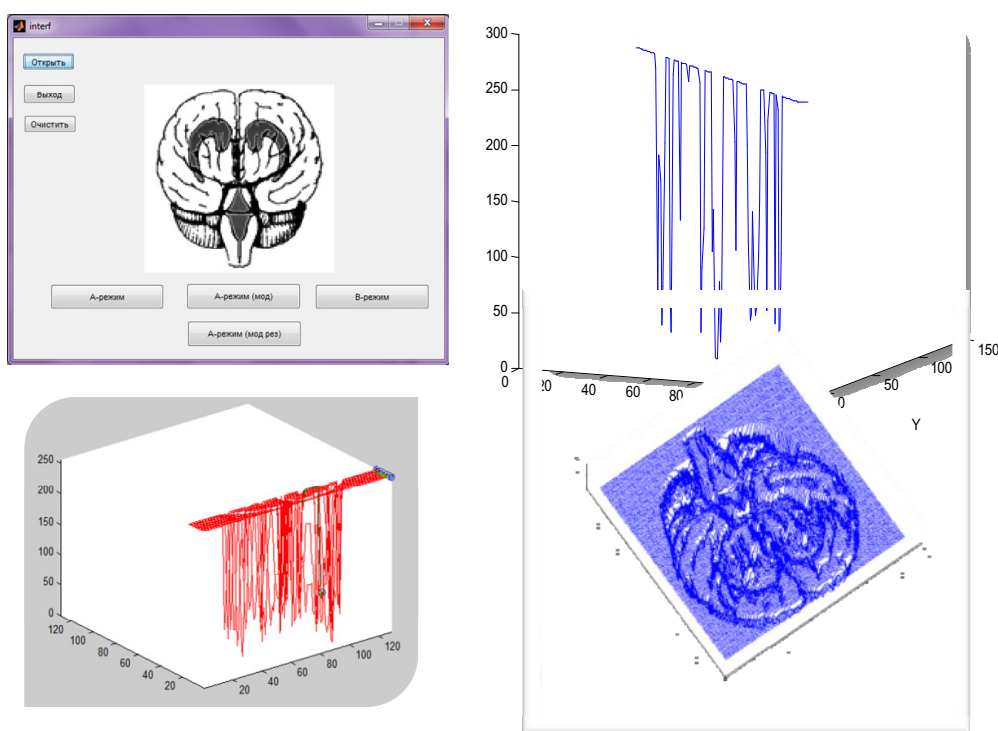 interf
Открыть
Выход
Очистить
А-режим
А-режим (мод)
В-режим
А-режим (мод рез)
300
250
200
150
100
50
0
0 20 40 60 80
0 50 100 150
Y
250
200
150
100
50
0
120 100 80 60 40 20
20 40 60 80 100 120